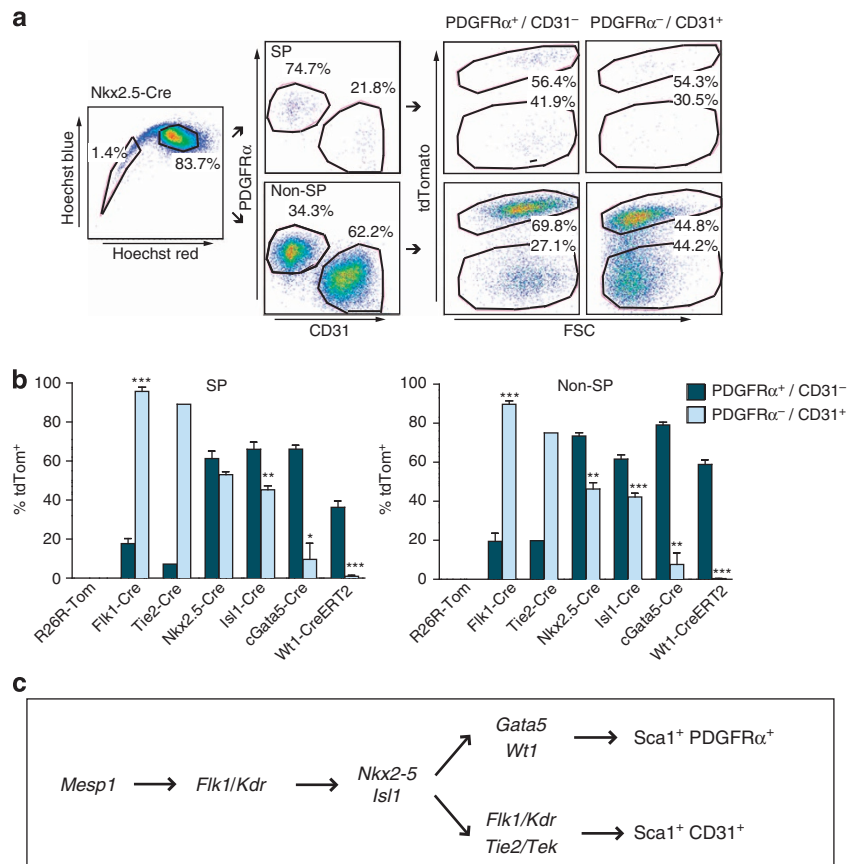 a
PDGFRα+ / CD31−
PDGFRα− / CD31+
Nkx2.5-Cre
SP
74.7%
21.8%
56.4%
41.9%
54.3%
30.5%
1.4%
83.7%
Hoechst blue
Hoechst red
PDGFRα
tdTomato
Non-SP
34.3%
62.2%
69.8%
27.1%
44.8%
44.2%
CD31
FSC
b
SP
% tdTom+
100
80
60
40
20
0
***
**
*
***
R26R-Tom
Flk1-Cre
Tie2-Cre
Nkx2.5-Cre
Isl1-Cre
cGata5-Cre
Wt1-CreERT2
Non-SP
% tdTom+
100
80
60
40
20
0
***
**
***
**
***
R26R-Tom
Flk1-Cre
Tie2-Cre
Nkx2.5-Cre
Isl1-Cre
cGata5-Cre
Wt1-CreERT2
PDGFRα+ / CD31−
PDGFRα− / CD31+
c
Mesp1
Flk1/Kdr
Nkx2-5
Isl1
Gata5
Wt1
Sca1+ PDGFRα+
Flk1/Kdr
Tie2/Tek
Sca1+ CD31+